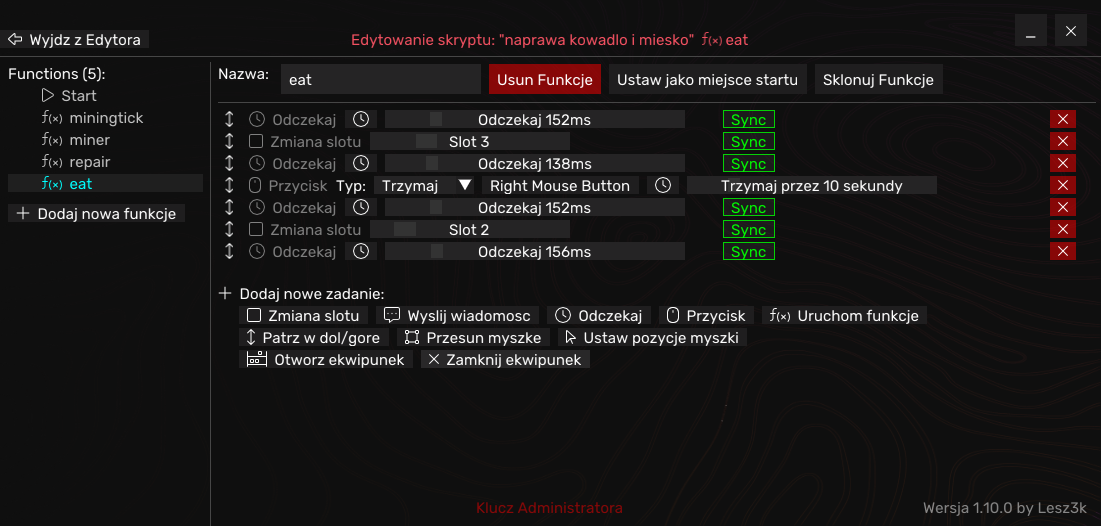 Wyjdz z Edytora
Edytowanie skryptu: "naprawa kowadlo i miesko" f(x) eat
Functions (5):
Start
f(x) miningtick
f(x) miner
f(x) repair
f(x) eat
Dodaj nowa funkcje
Nazwa: eat Usun Funkcje Ustaw jako miejsce startu Sklonuj Funkcje
Odczekaj Odczekaj 152ms Sync
Zmiana slotu Slot 3 Sync
Odczekaj Odczekaj 138ms Sync
Przycisk Typ: Trzymaj Right Mouse Button Trzymaj przez 10 sekundy
Odczekaj Odczekaj 152ms Sync
Zmiana slotu Slot 2 Sync
Odczekaj Odczekaj 156ms Sync
Dodaj nowe zadanie:
Zmiana slotu Wyslij wiadomosc Odczekaj Przycisk f(x) Uruchom funkcje
Patrz w dol/gore Przesun myszke Ustaw pozycje myszki
Otworz ekwipunek Zamknij ekwipunek
Klucz Administratora
Wersja 1.10.0 by Lesz3k